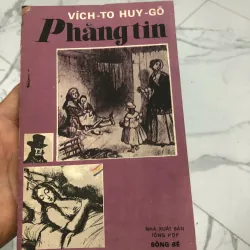 VÍCH-TO HUY-GÔ
Phăng tin
NHÀ XUẤT BẢN
TỔNG HỢP
SÔNG BÉ